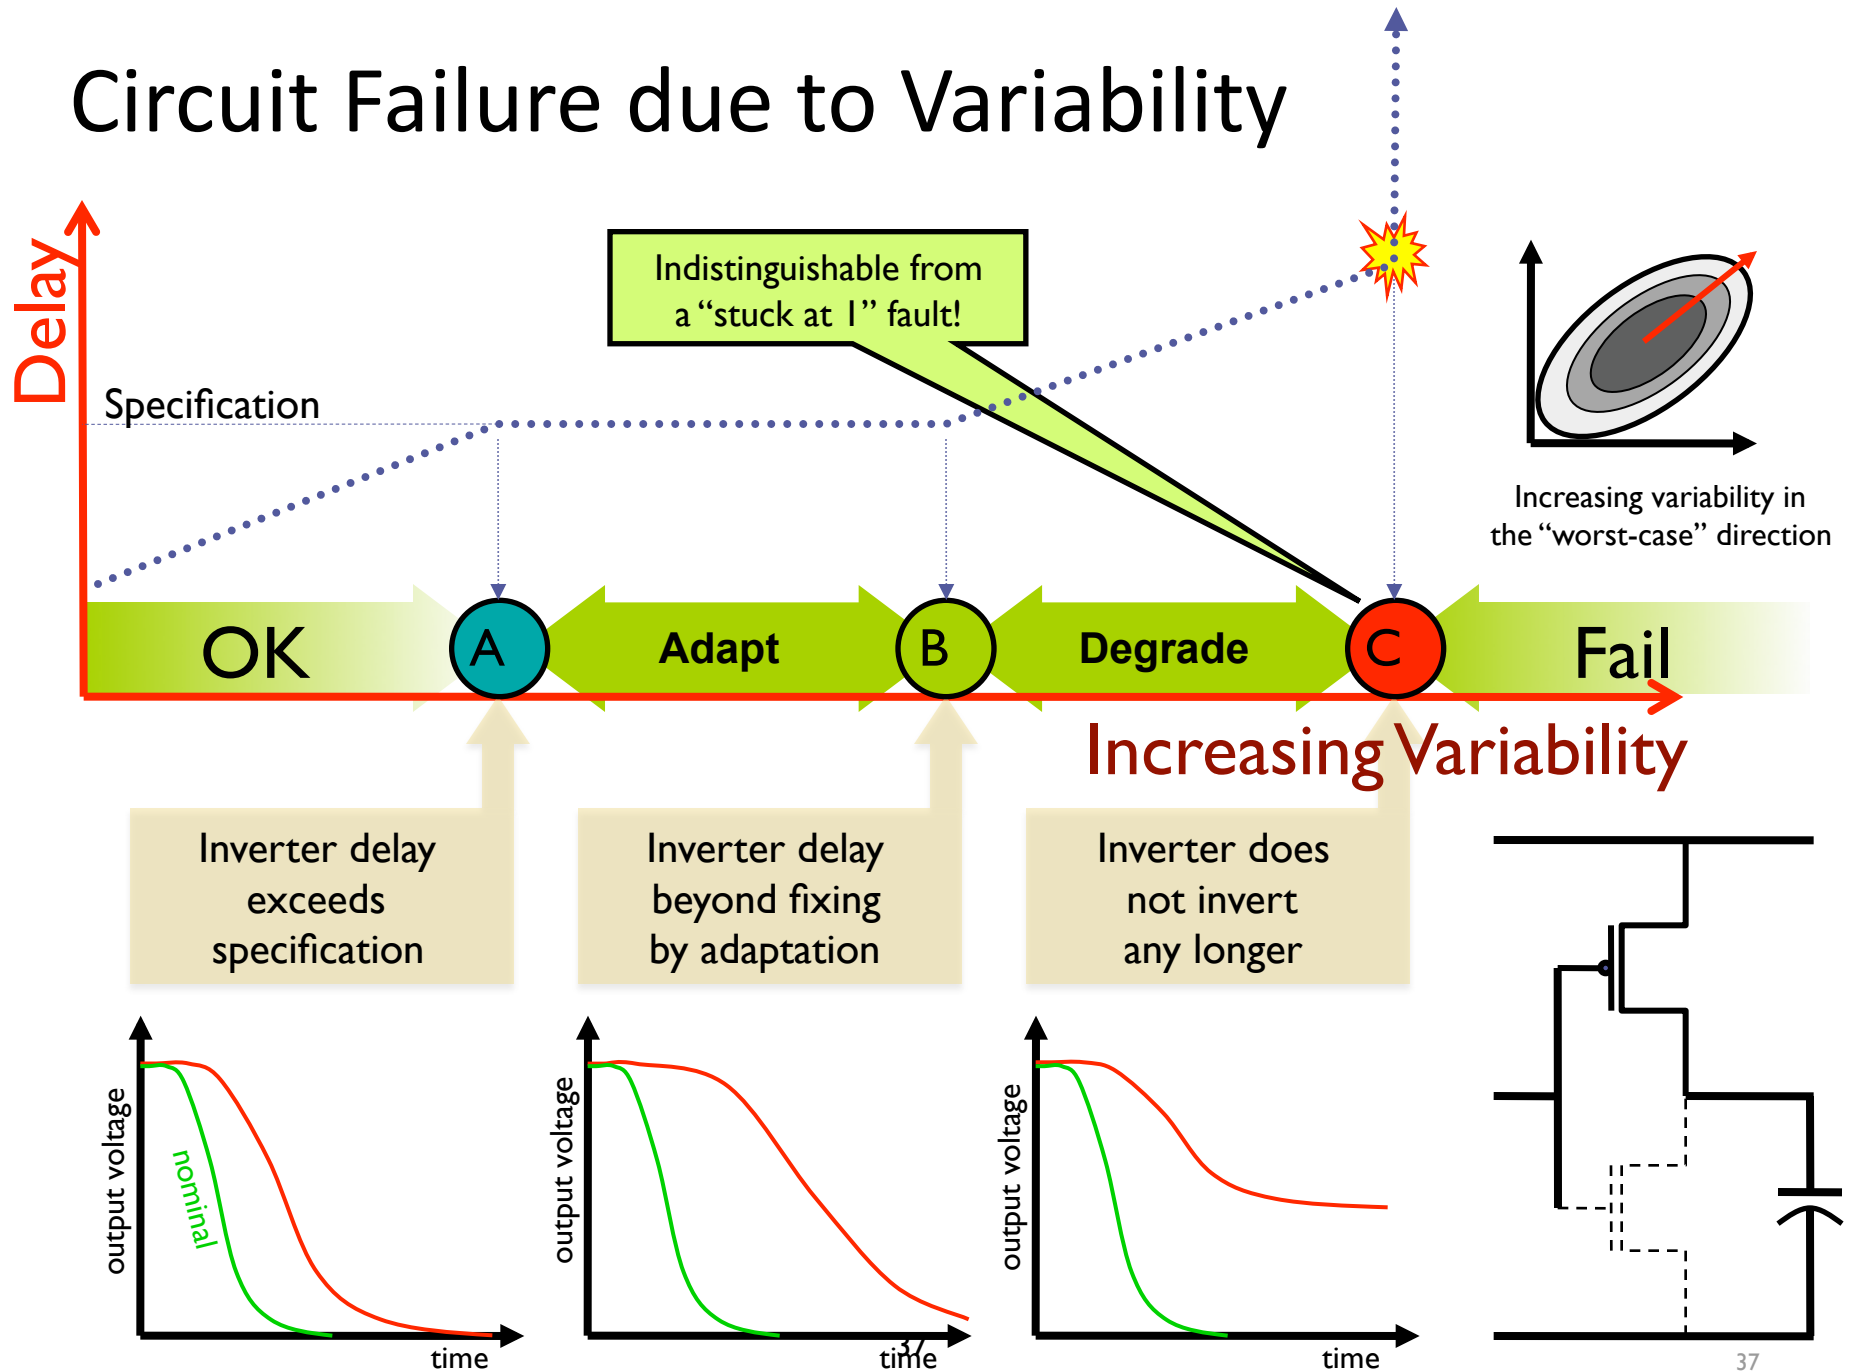 Circuit Failure due to Variability
Delay
Indistinguishable from
a “stuck at 1” fault!
Specification
Increasing variability in
the “worst-case” direction
OK
A
Adapt
B
Degrade
C
Fail
Increasing Variability
Inverter delay
exceeds
specification
Inverter delay
beyond fixing
by adaptation
Inverter does
not invert
any longer
output voltage
nominal
time
output voltage
time
output voltage
time
37
37